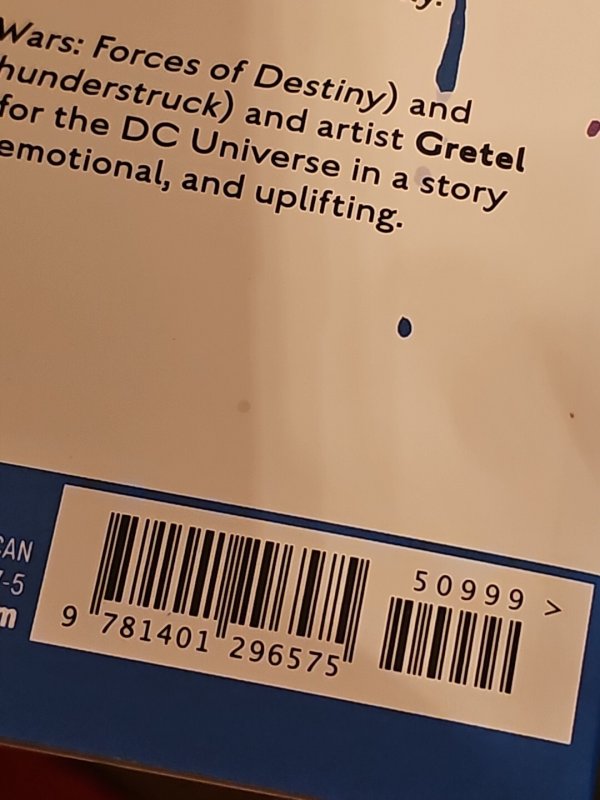 y.
Wars: Forces of Destiny) and
hunderstruck) and artist Gretel
for the DC Universe in a story
emotional, and uplifting.
CAN
7-5
m
50999 >
9 781401 296575